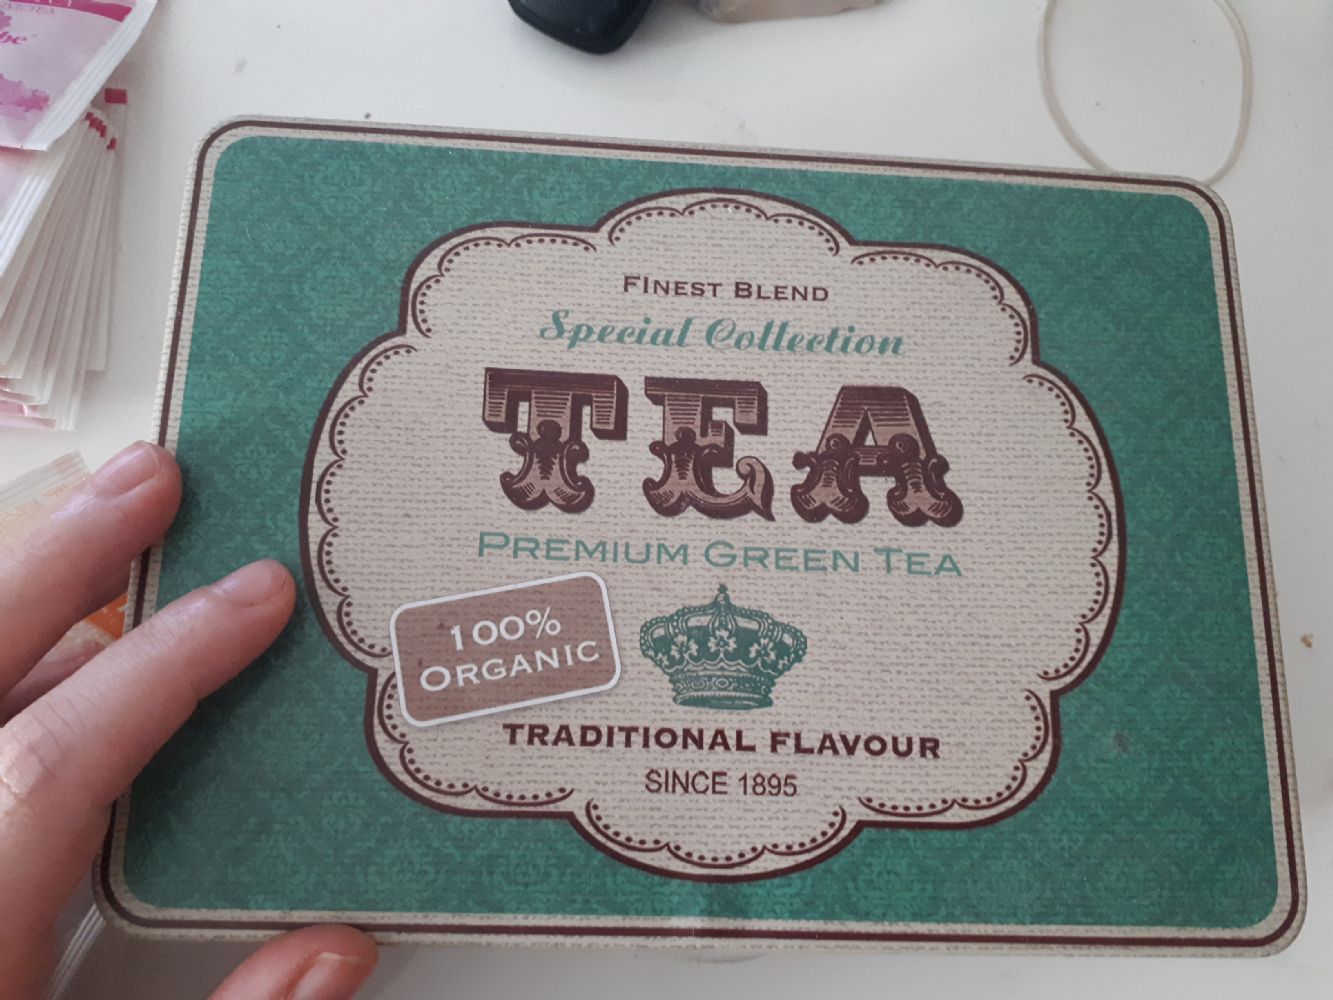 FINEST BLEND
Special Collection
TEA
PREMIUM GREEN TEA
100%
ORGANIC
TRADITIONAL FLAVOUR
SINCE 1895